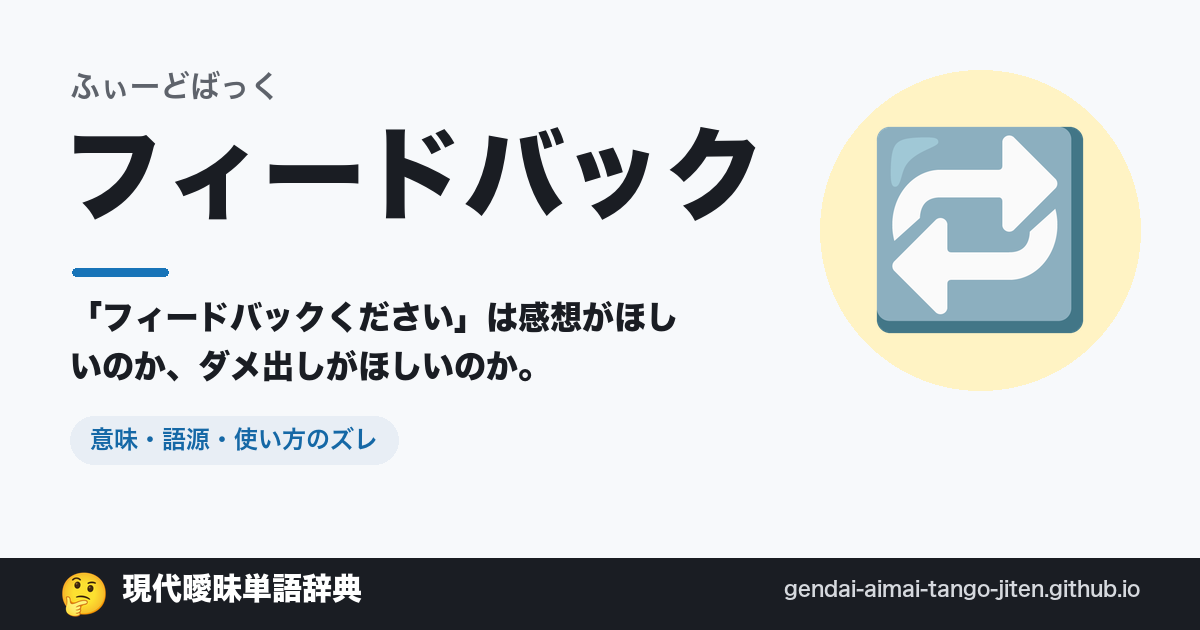 ふぃーどばっく
フィードバック
「フィードバックください」は感想がほし
いのか、ダメ出しがほしいのか。
意味・語源・使い方のズレ
現代曖昧単語辞典
gendai-aimai-tango-jiten.github.io